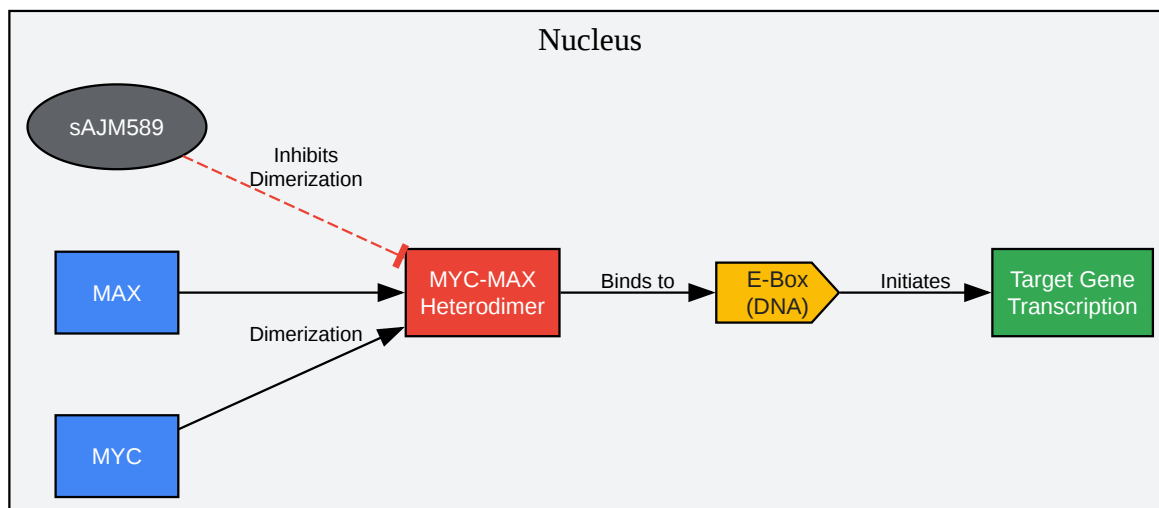 Nucleus
sAJM589
Inhibits
Dimerization
MAX
MYC-MAX
Heterodimer
Binds to
E-Box
(DNA)
Initiates
Target Gene
Transcription
Dimerization
MYC